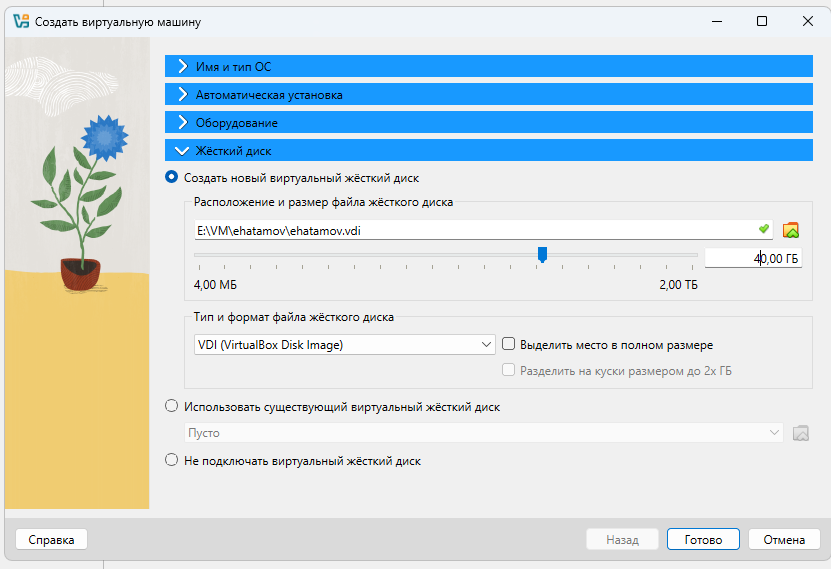 Создать виртуальную машину
Имя и тип ОС
Автоматическая установка
Оборудование
Жёсткий диск
Создать новый виртуальный жёсткий диск
Расположение и размер файла жёсткого диска
E:\VM\ehatamov\ehatamov.vdi
40,00 ГБ
4,00 МБ
2,00 ТБ
Тип и формат файла жёсткого диска
VDI (VirtualBox Disk Image)
Выделить место в полном размере
Разделить на куски размером до 2х ГБ
Использовать существующий виртуальный жёсткий диск
Пусто
Не подключать виртуальный жёсткий диск
Справка
Назад
Готово
Отмена